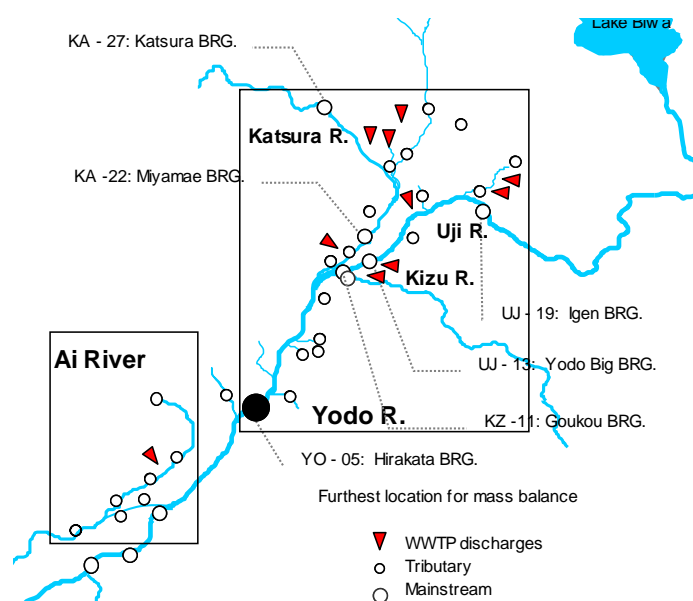 Lake Biwa
KA - 27: Katsura BRG.
Katsura R.
KA -22: Miyamae BRG.
Uji R.
Kizu R.
UJ - 19: Igen BRG.
Ai River
UJ - 13: Yodo Big BRG.
Yodo R.
KZ -11: Goukou BRG.
YO - 05: Hirakata BRG.
Furthest location for mass balance
WWTP discharges
Tributary
Mainstream